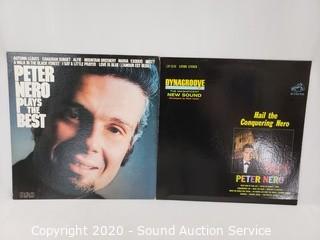 AUTUMN LEAVES CANADIAN SUNSET ALFIE MOUNTAIN GREENERY MARIA EXODUS MISTY
A WALK IN THE BLACK FOREST I SAY A LITTLE PRAYER LOVE IS BLUE (L'AMOUR EST BLEU)
PETER
NERO
PLAYS THE
BEST
RCA
DYNAGROOVE
NEW SOUND
RCA VICTOR
Hail the
Conquering Nero
PETER NERO
Copyright 2020 - Sound Auction Service